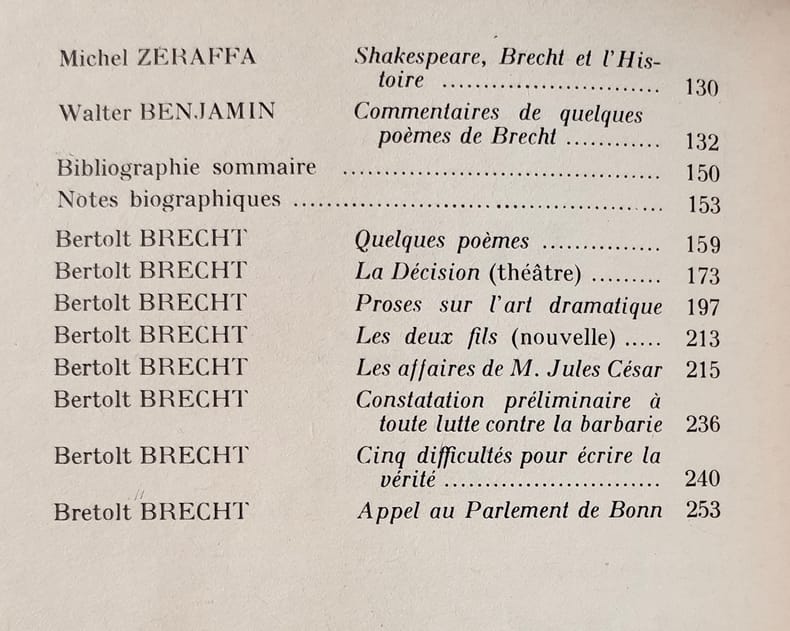 Michel ZÉRAFFA Shakespeare, Brecht et l'His-
toire ........................... 130
Walter BENJAMIN Commentaires de quelques
poèmes de Brecht ............ 132
Bibliographie sommaire ....................................... 150
Notes biographiques ............................................. 153
Bertolt BRECHT Quelques poèmes ............... 159
Bertolt BRECHT La Décision (théâtre) ......... 173
Bertolt BRECHT Proses sur l'art dramatique 197
Bertolt BRECHT Les deux fils (nouvelle) ..... 213
Bertolt BRECHT Les affaires de M. Jules César 215
Bertolt BRECHT Constatation préliminaire à
toute lutte contre la barbarie 236
Bertolt BRECHT Cinq difficultés pour écrire la
vérité ........................... 240
Bretolt BRECHT Appel au Parlement de Bonn 253